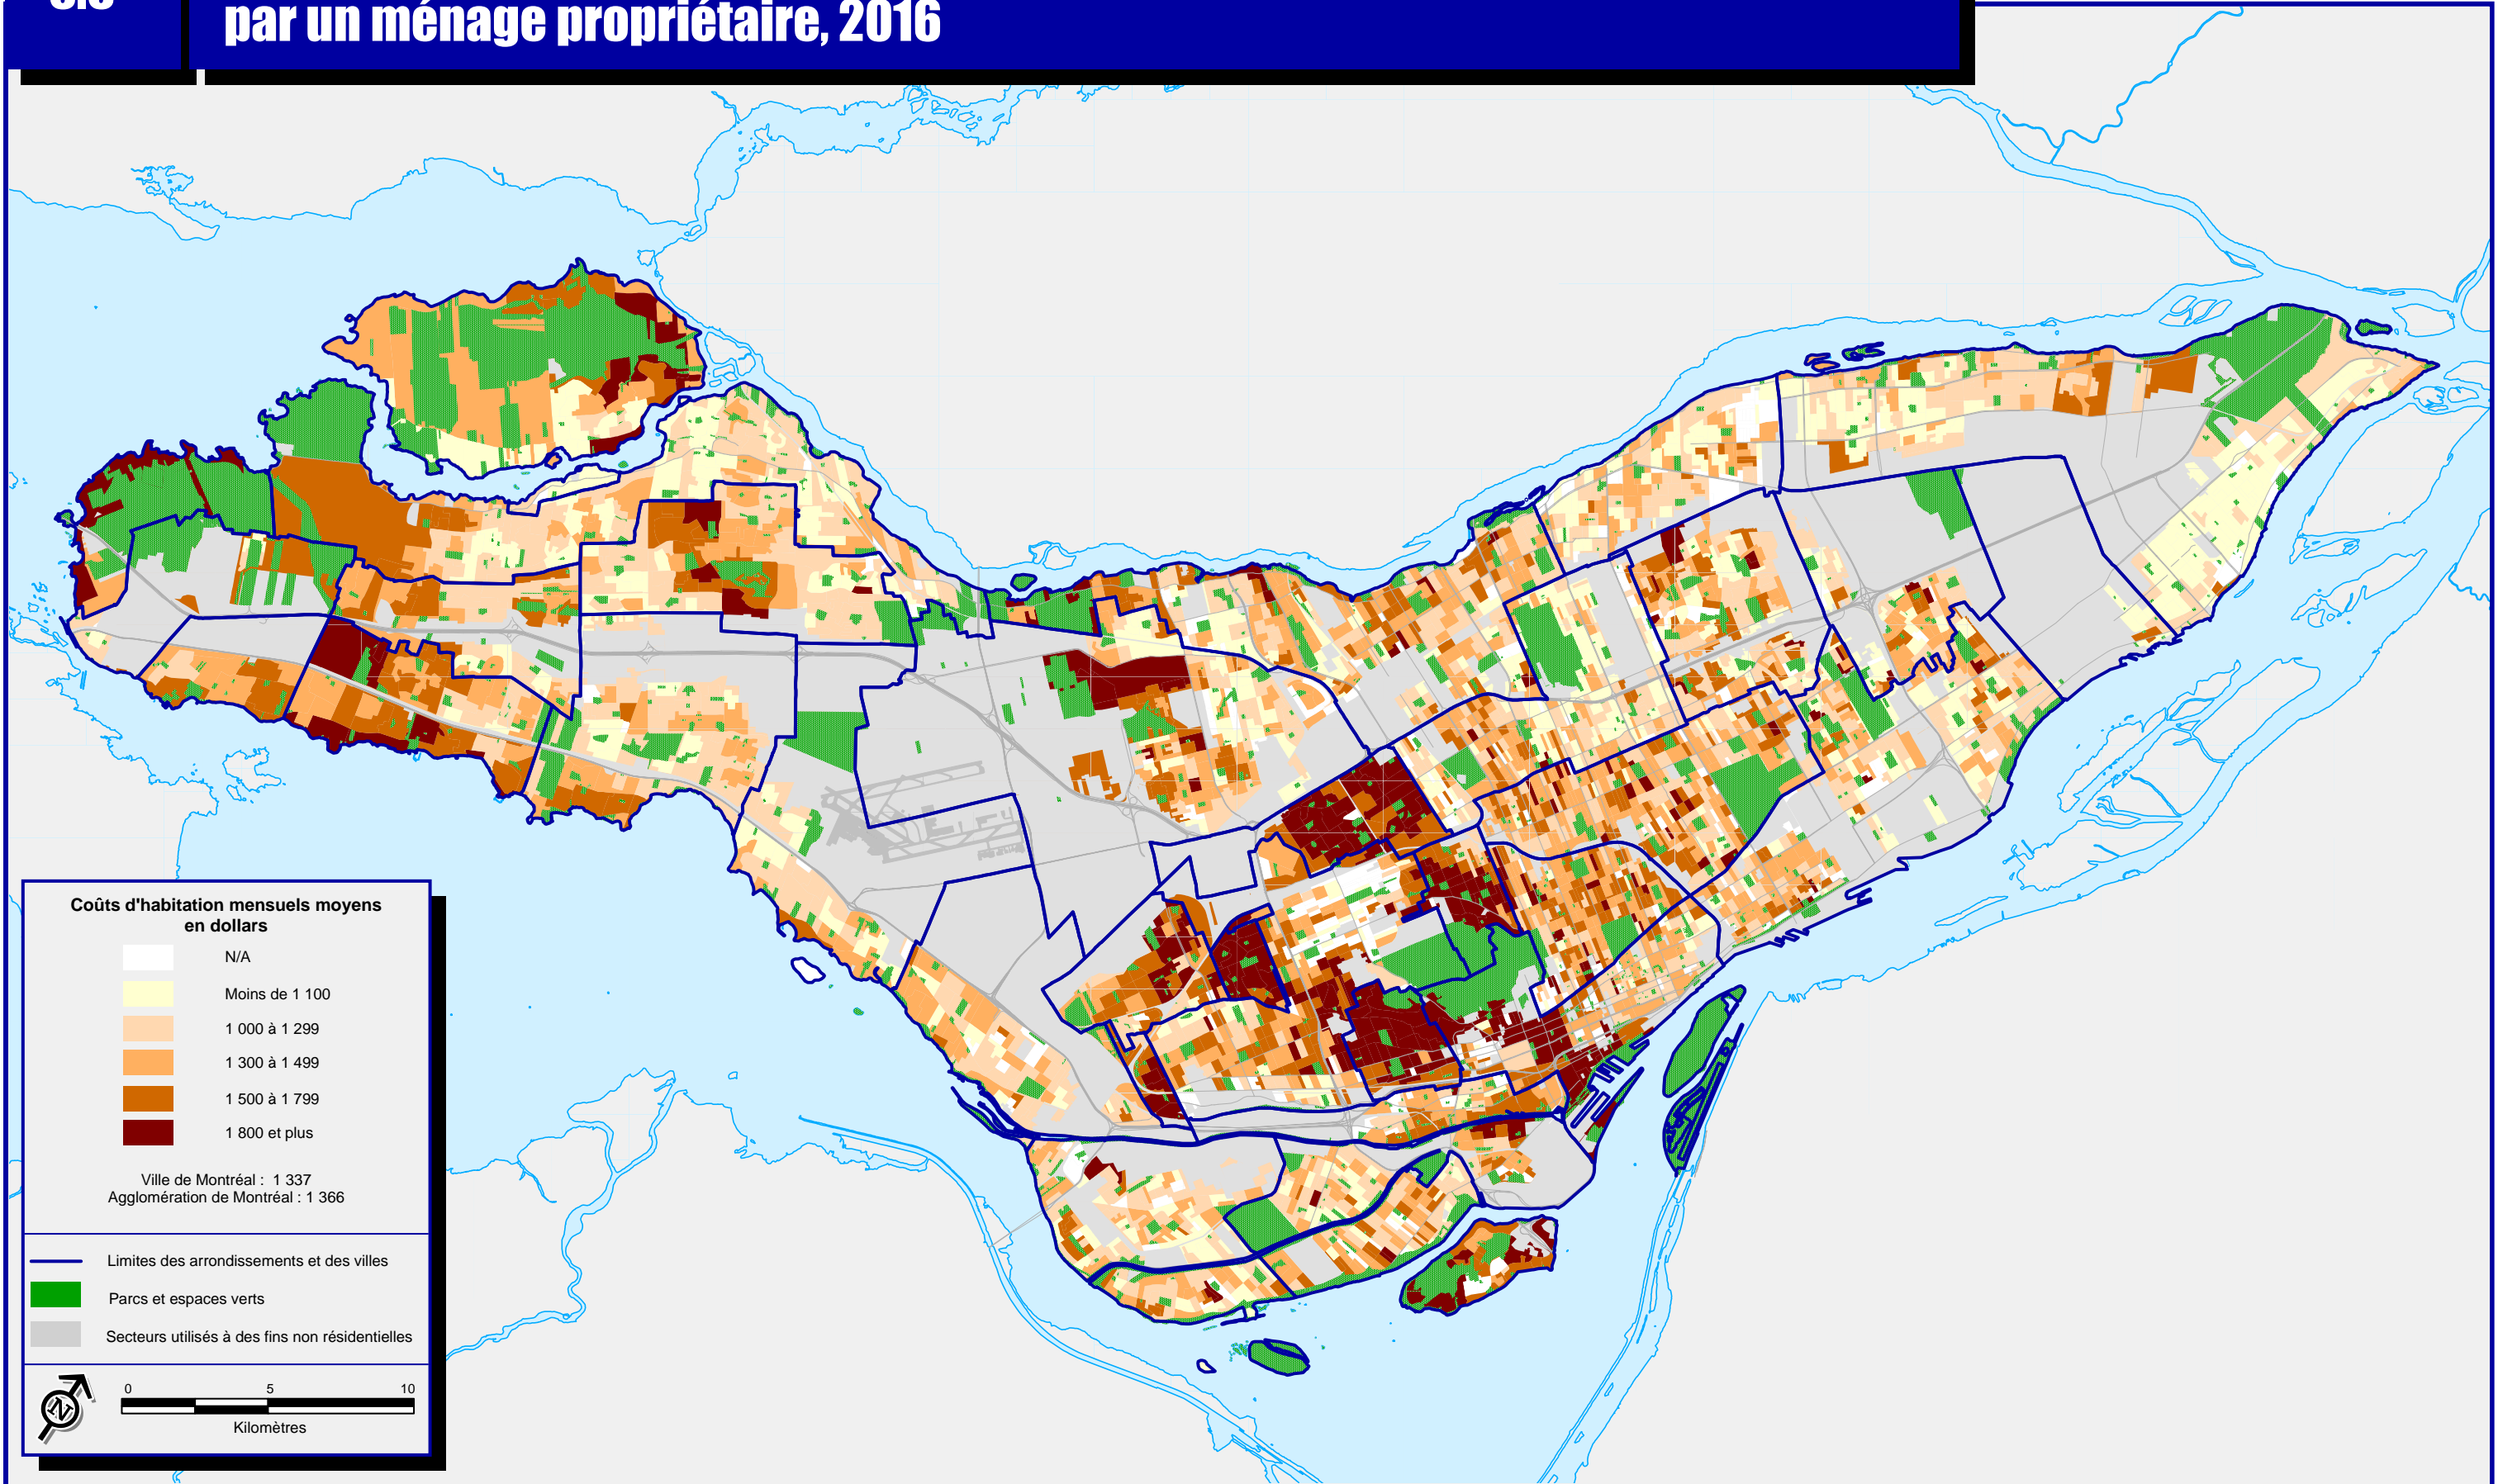 par un ménage propriétaire, 2016
Coûts d'habitation mensuels moyens
en dollars
N/A
Moins de 1 100
1 000 à 1 299
1 300 à 1 499
1 500 à 1 799
1 800 et plus
Ville de Montréal : 1 337
Agglomération de Montréal : 1 366
Limites des arrondissements et des villes
Parcs et espaces verts
Secteurs utilisés à des fins non résidentielles
N
0 5 10
Kilomètres